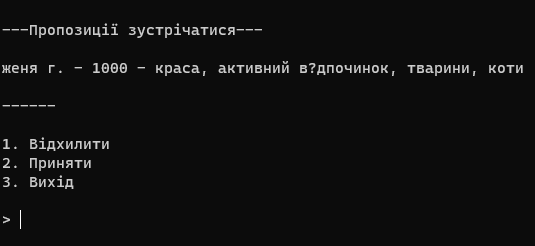 ---Пропозиції зустрічатися---
женя г. - 1000 - краса, активний в?дпочинок, тварини, коти
------
1. Відхилити
2. Приняти
3. Вихід
>